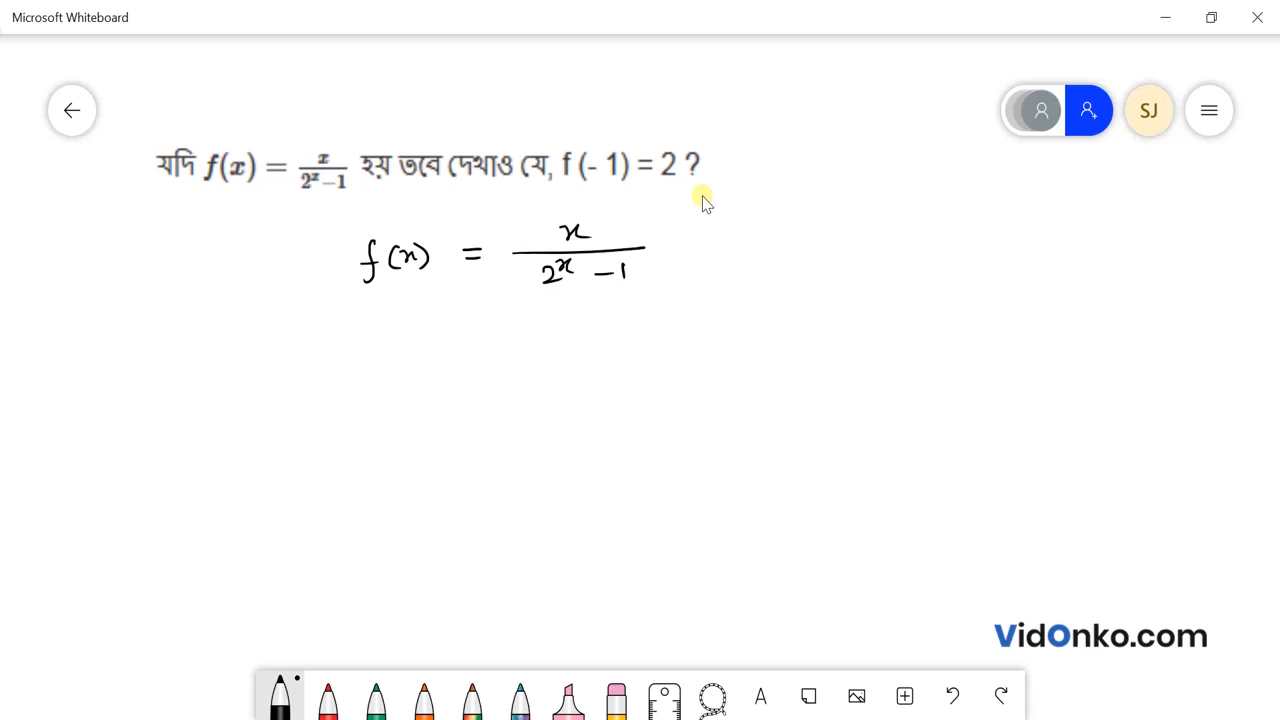 Microsoft Whiteboard
SJ
যদি f(x) = x/(2^x−1) হয় তবে দেখাও যে, f (- 1) = 2 ?
f(x) = x/(2^x −1)
VidOnko.com
A